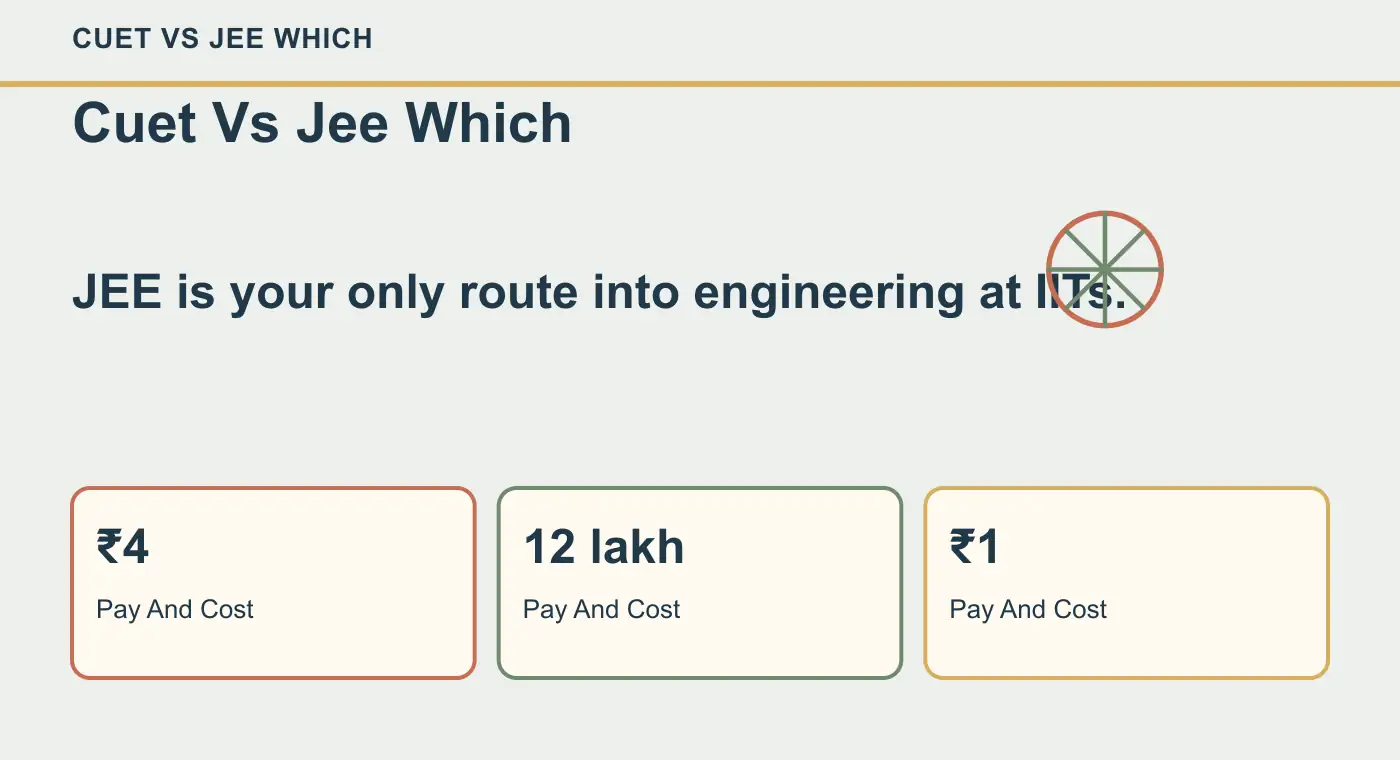 CUET VS JEE WHICH
Cuet Vs Jee Which
JEE is your only route into engineering at IITs.
₹4
Pay And Cost
12 lakh
Pay And Cost
₹1
Pay And Cost